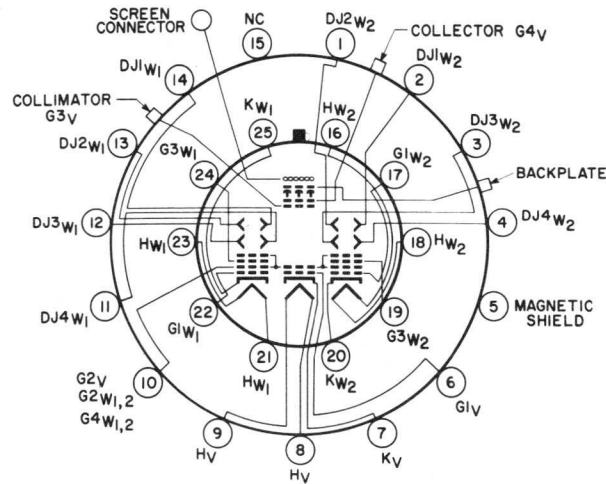 SCREEN
CONNECTOR
NC
15
DJ2W2
1
COLLECTOR G4V
DJ1W2
2
DJ1W1
14
COLLIMATOR
G3V
KW1
25
HW2
16
DJ3W2
3
DJ2W1
13
G3W1
24
G1W2
17
BACKPLATE
DJ3W1
12
HW1
23
18
HW2
4
DJ4W2
11
DJ4W1
22
G1W1
19
G3W2
5
MAGNETIC
SHIELD
21
HW1
20
KW2
10
G2V
G2W1,2
G4W1,2
6
G1V
9
HV
8
HV
7
KV